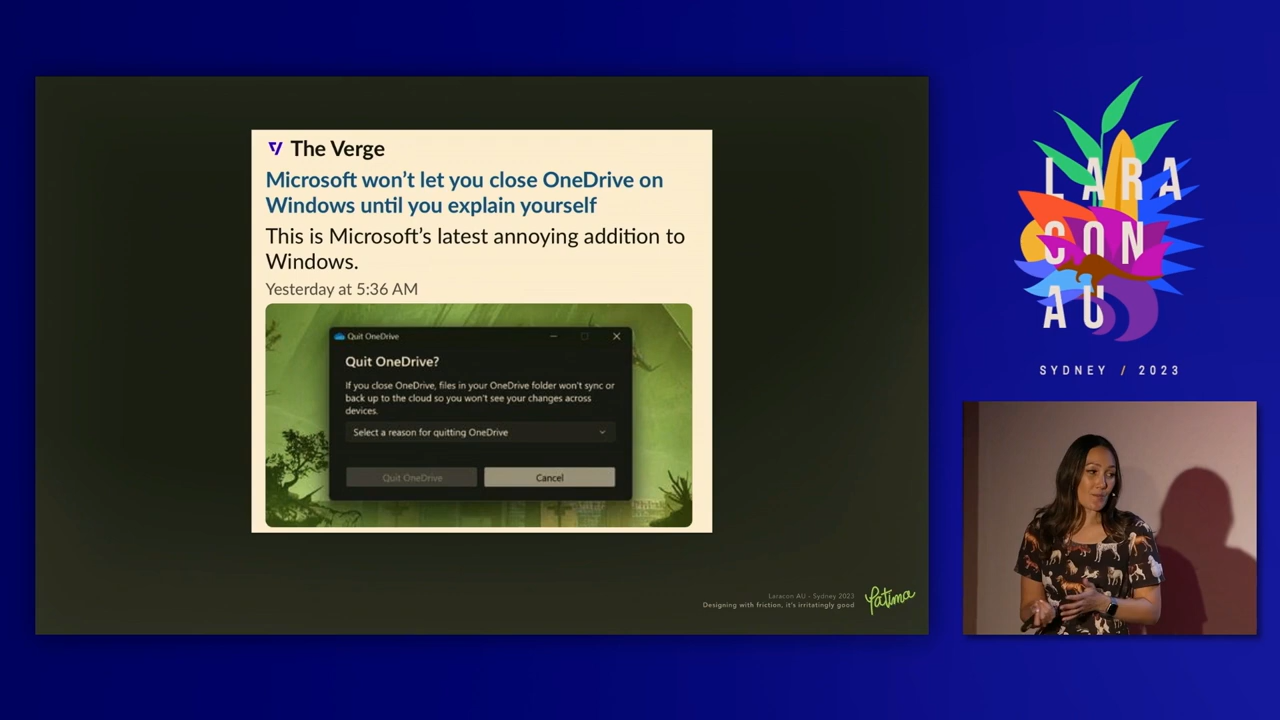 The Verge
Microsoft won't let you close OneDrive on
Windows until you explain yourself
This is Microsoft's latest annoying addition to
Windows.
Yesterday at 5:36 AM
Quit OneDrive
Quit OneDrive?
If you close OneDrive, files in your OneDrive folder won't sync or
back up to the cloud so you won't see your changes across
devices.
Select a reason for quitting OneDrive
Quit OneDrive
Cancel
Laracon AU - Sydney 2023
Designing with friction, it's irritatingly good
Yatima
LARA
CON
AU
SYDNEY / 2023